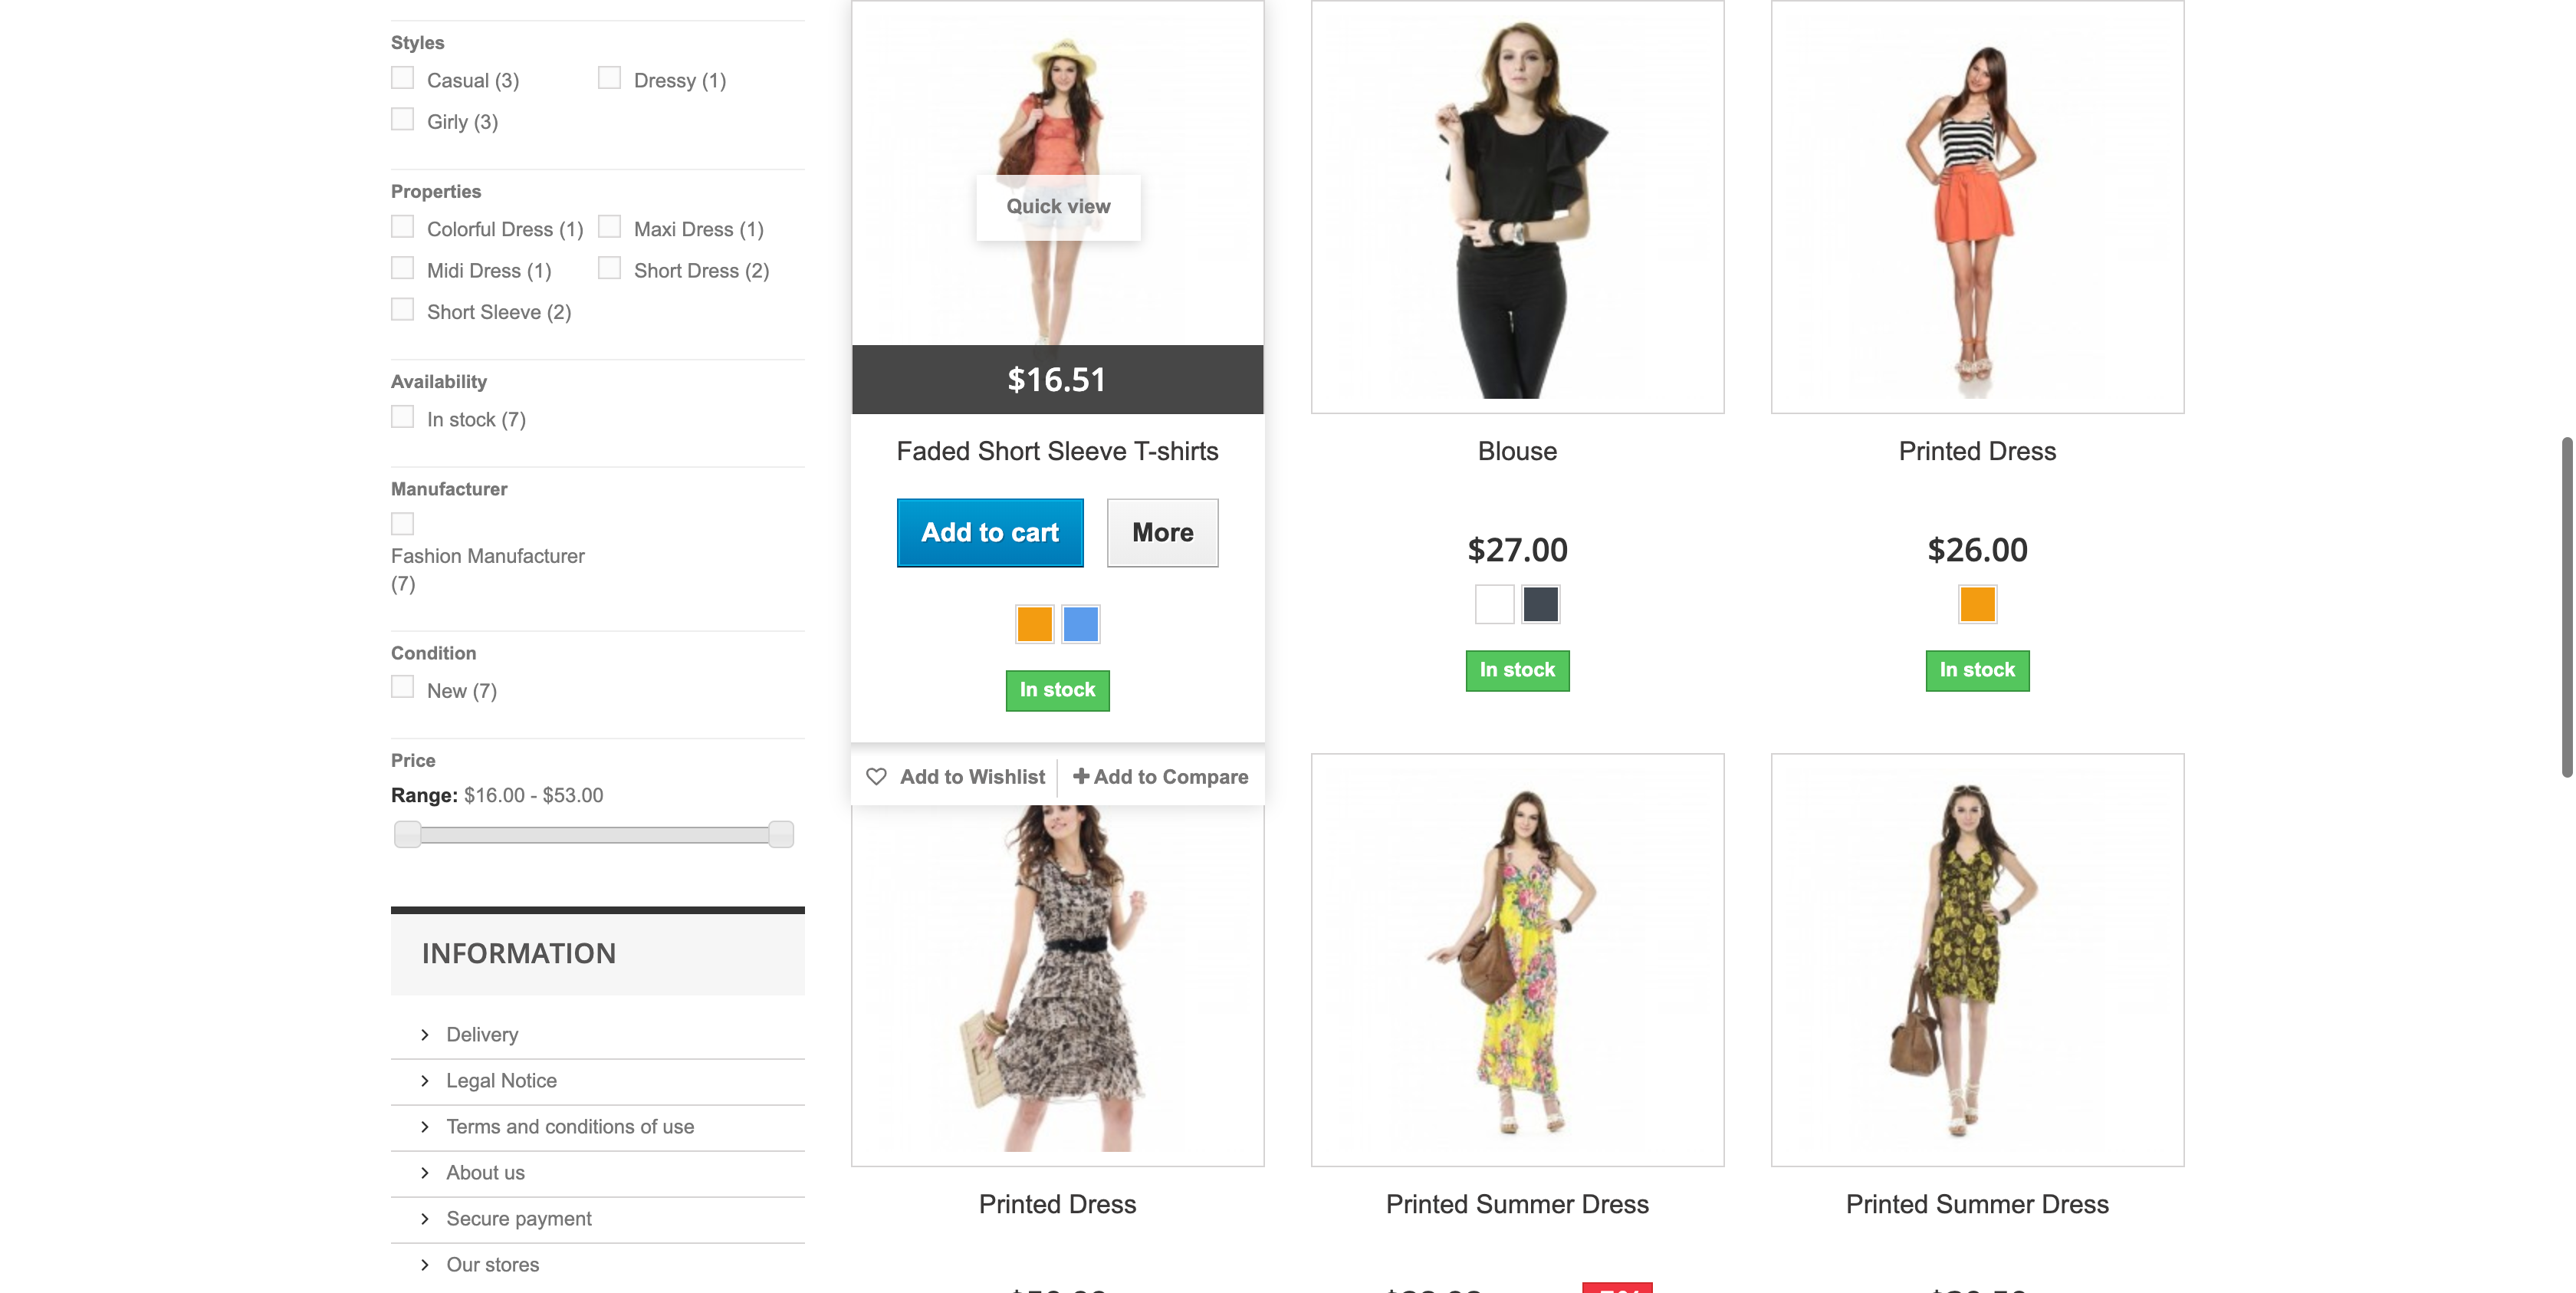 Styles
Casual (3)
Dressy (1)
Girly (3)
Properties
Colorful Dress (1)
Maxi Dress (1)
Midi Dress (1)
Short Dress (2)
Short Sleeve (2)
Availability
In stock (7)
Manufacturer
Fashion Manufacturer
(7)
Condition
New (7)
Price
Range: $16.00 - $53.00
INFORMATION
Delivery
Legal Notice
Terms and conditions of use
About us
Secure payment
Our stores
Quick view
$16.51
Faded Short Sleeve T-shirts
Add to cart
More
In stock
Add to Wishlist
Add to Compare
Blouse
$27.00
In stock
Printed Dress
$26.00
In stock
Printed Dress
Printed Summer Dress
Printed Summer Dress